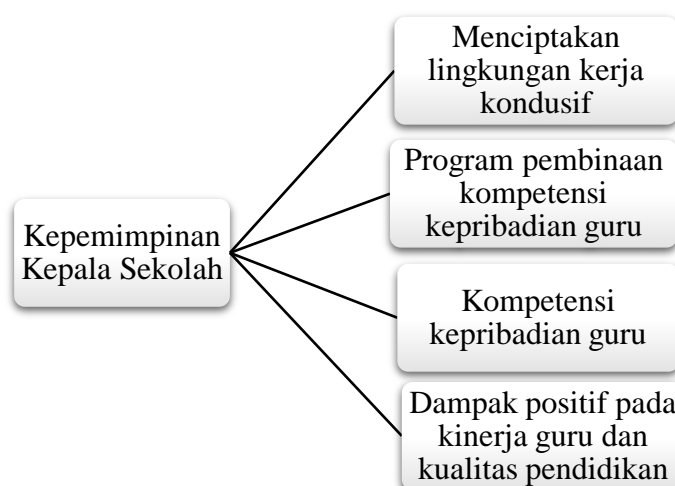 Menciptakan
lingkungan kerja
kondusif
Program pembinaan
kompetensi
kepribadian guru
Kepemimpinan
Kepala Sekolah
Kompetensi
kepribadian guru
Dampak positif pada
kinerja guru dan
kualitas pendidikan